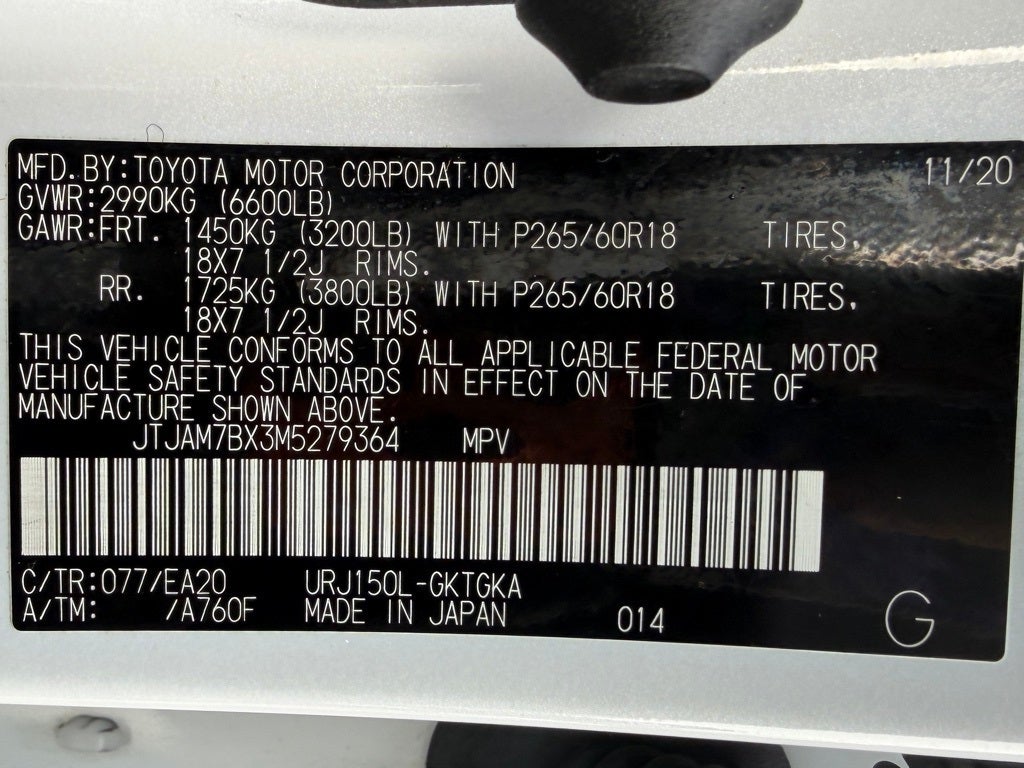 MFD. BY: TOYOTA MOTOR CORPORATION 11/20
GVWR: 2990KG (6600LB)
GAWR: FRT. 1450KG (3200LB) WITH P265/60R18 TIRES,
18X7 1/2J RIMS.
RR. 1725KG (3800LB) WITH P265/60R18 TIRES,
18X7 1/2J RIMS.
THIS VEHICLE CONFORMS TO ALL APPLICABLE FEDERAL MOTOR
VEHICLE SAFETY STANDARDS IN EFFECT ON THE DATE OF
MANUFACTURE SHOWN ABOVE.
JTJAM7BX3M5279364 MPV
C/TR: 077/EA20 URJ150L-GKTGKA
A/TM: /A760F MADE IN JAPAN 014 G